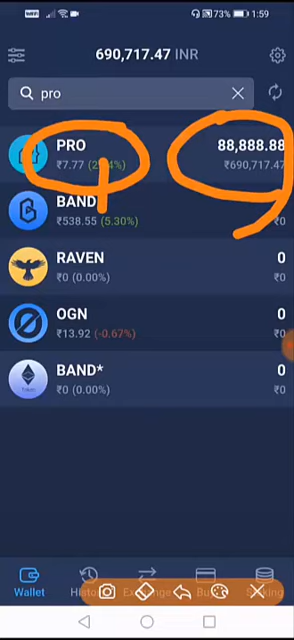 WiFi 73% 1:59
690,717.47 INR
pro
PRO 88,888.88
₹7.77 ₹690,717.47
BAND
₹538.55 (5.30%) ₹0
RAVEN 0
₹0 (0.00%) ₹0
OGN 0
₹13.92 (-0.67%) ₹0
BAND* 0
₹0 (0.00%) ₹0
Wallet